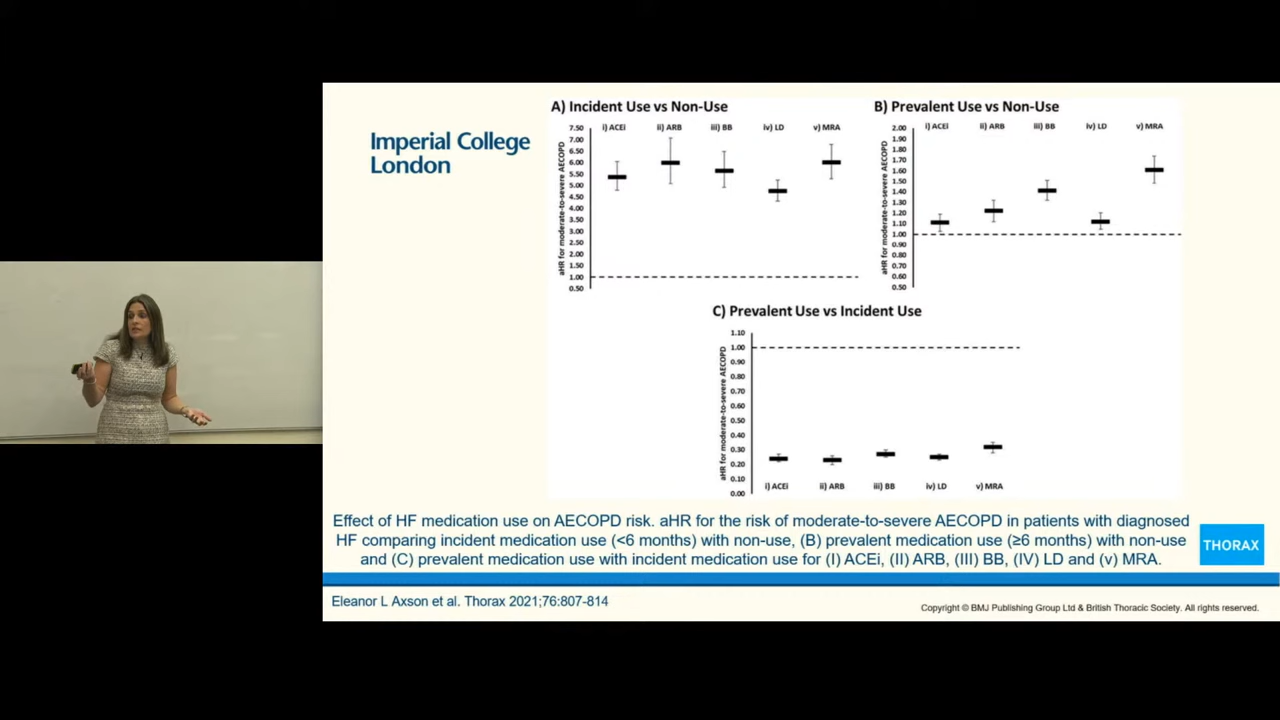 Imperial College
London
A) Incident Use vs Non-Use
i) ACEi ii) ARB iii) BB iv) LD v) MRA
aHR for moderate-to-severe AECOPD
7.50
7.00
6.50
6.00
5.50
5.00
4.50
4.00
3.50
3.00
2.50
2.00
1.50
1.00
0.50
B) Prevalent Use vs Non-Use
i) ACEi ii) ARB iii) BB iv) LD v) MRA
aHR for moderate-to-severe AECOPD
2.00
1.90
1.80
1.70
1.60
1.50
1.40
1.30
1.20
1.10
1.00
0.90
0.80
0.70
0.60
0.50
C) Prevalent Use vs Incident Use
aHR for moderate-to-severe AECOPD
1.10
1.00
0.90
0.80
0.70
0.60
0.50
0.40
0.30
0.20
0.10
0.00
i) ACEi ii) ARB iii) BB iv) LD v) MRA
Effect of HF medication use on AECOPD risk. aHR for the risk of moderate-to-severe AECOPD in patients with diagnosed
HF comparing incident medication use (<6 months) with non-use, (B) prevalent medication use (≥6 months) with non-use
and (C) prevalent medication use with incident medication use for (I) ACEi, (II) ARB, (III) BB, (IV) LD and (v) MRA.
THORAX
Eleanor L Axson et al. Thorax 2021;76:807-814
Copyright © BMJ Publishing Group Ltd & British Thoracic Society. All rights reserved.